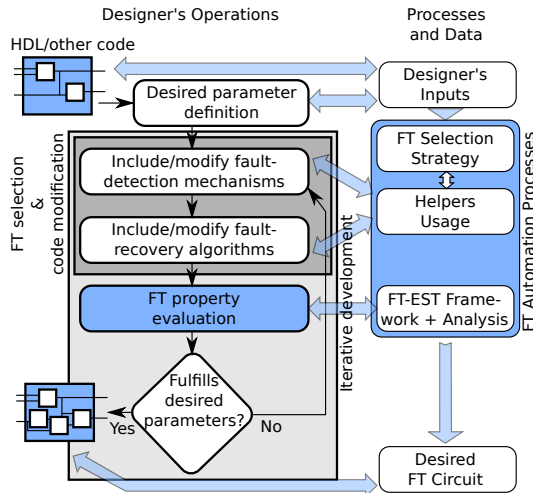 Designer's Operations
Processes
and Data
HDL/other code
Desired parameter
definition
Designer's
Inputs
FT selection
&
code modification
Include/modify fault-
detection mechanisms
Include/modify fault-
recovery algorithms
FT property
evaluation
Fulfills
desired
parameters?
Yes
No
Iterative development
FT Selection
Strategy
Helpers
Usage
FT-EST Frame-
work + Analysis
FT Automation Processes
Desired
FT Circuit